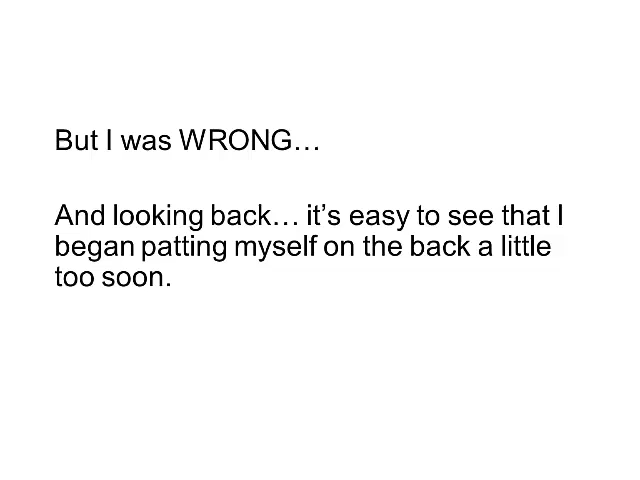 But I was WRONG…
And looking back… it’s easy to see that I
began patting myself on the back a little
too soon.